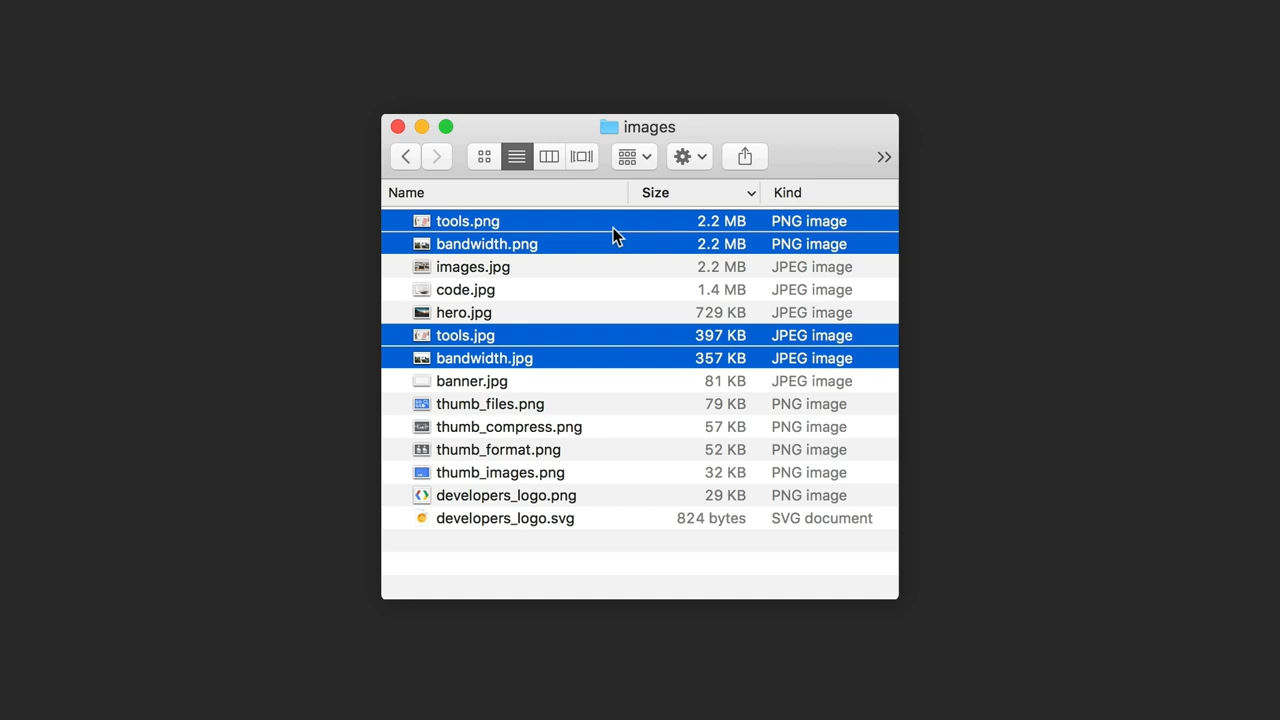 images
Name Size Kind
tools.png 2.2 MB PNG image
bandwidth.png 2.2 MB PNG image
images.jpg 2.2 MB JPEG image
code.jpg 1.4 MB JPEG image
hero.jpg 729 KB JPEG image
tools.jpg 397 KB JPEG image
bandwidth.jpg 357 KB JPEG image
banner.jpg 81 KB JPEG image
thumb_files.png 79 KB PNG image
thumb_compress.png 57 KB PNG image
thumb_format.png 52 KB PNG image
thumb_images.png 32 KB PNG image
developers_logo.png 29 KB PNG image
developers_logo.svg 824 bytes SVG document